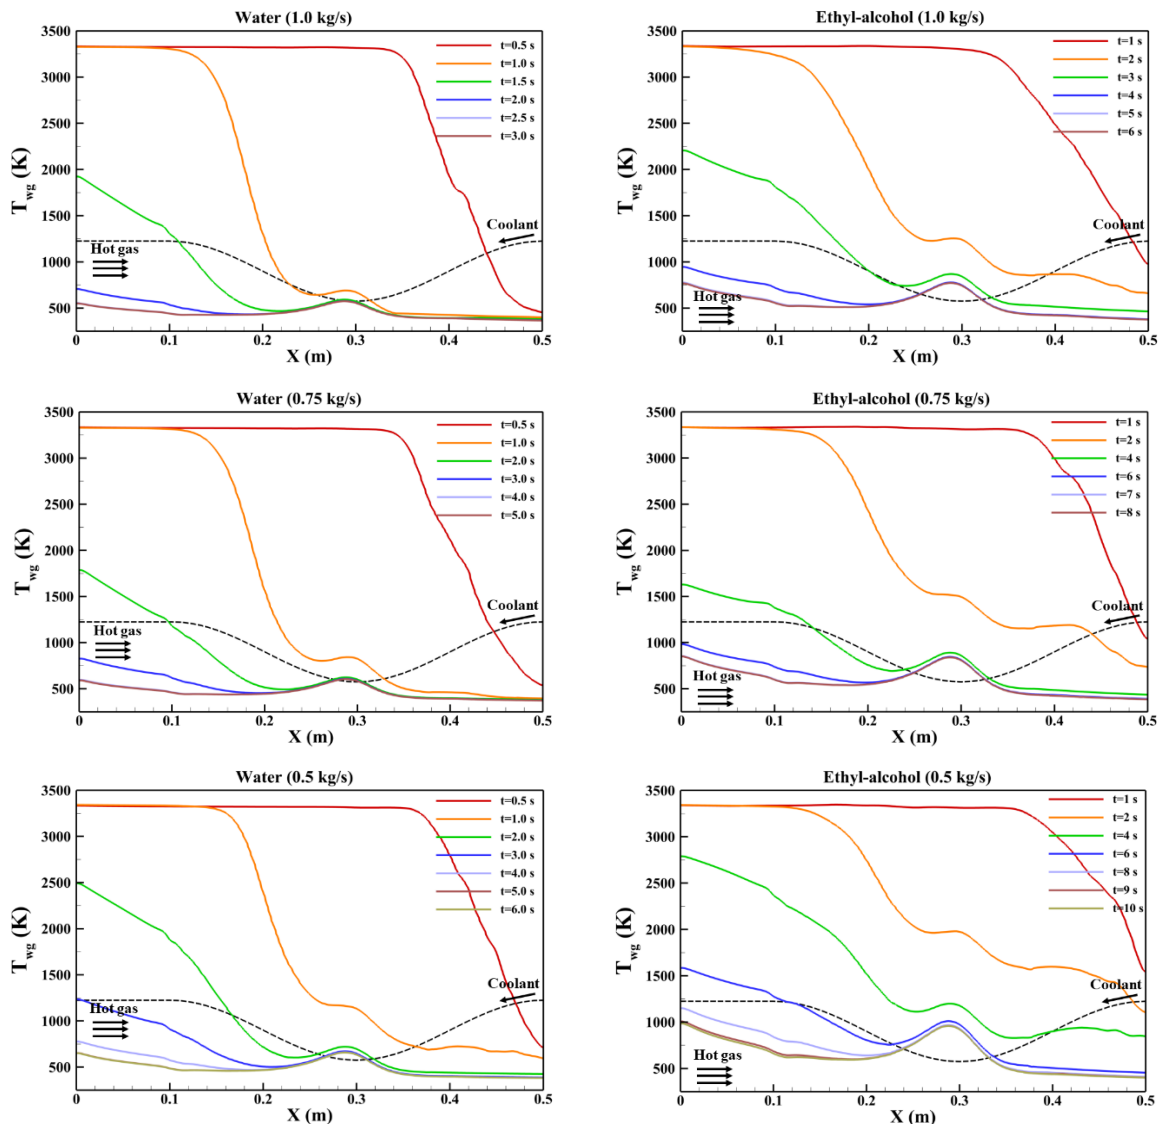 Water (1.0 kg/s)
3500
3000
2500
2000
1500
1000
500
T_wg (K)
t=0.5 s
t=1.0 s
t=1.5 s
t=2.0 s
t=2.5 s
t=3.0 s
Coolant
Hot gas
0 0.1 0.2 0.3 0.4 0.5
X (m)
Ethyl-alcohol (1.0 kg/s)
3500
3000
2500
2000
1500
1000
500
T_wg (K)
t=1 s
t=2 s
t=3 s
t=4 s
t=5 s
t=6 s
Coolant
Hot gas
0 0.1 0.2 0.3 0.4 0.5
X (m)
Water (0.75 kg/s)
3500
3000
2500
2000
1500
1000
500
T_wg (K)
t=0.5 s
t=1.0 s
t=2.0 s
t=3.0 s
t=4.0 s
t=5.0 s
Coolant
Hot gas
0 0.1 0.2 0.3 0.4 0.5
X (m)
Ethyl-alcohol (0.75 kg/s)
3500
3000
2500
2000
1500
1000
500
T_wg (K)
t=1 s
t=2 s
t=4 s
t=6 s
t=7 s
t=8 s
Coolant
Hot gas
0 0.1 0.2 0.3 0.4 0.5
X (m)
Water (0.5 kg/s)
3500
3000
2500
2000
1500
1000
500
T_wg (K)
t=0.5 s
t=1.0 s
t=2.0 s
t=3.0 s
t=4.0 s
t=5.0 s
t=6.0 s
Coolant
Hot gas
0 0.1 0.2 0.3 0.4 0.5
X (m)
Ethyl-alcohol (0.5 kg/s)
3500
3000
2500
2000
1500
1000
500
T_wg (K)
t=1 s
t=2 s
t=4 s
t=6 s
t=8 s
t=9 s
t=10 s
Coolant
Hot gas
0 0.1 0.2 0.3 0.4 0.5
X (m)